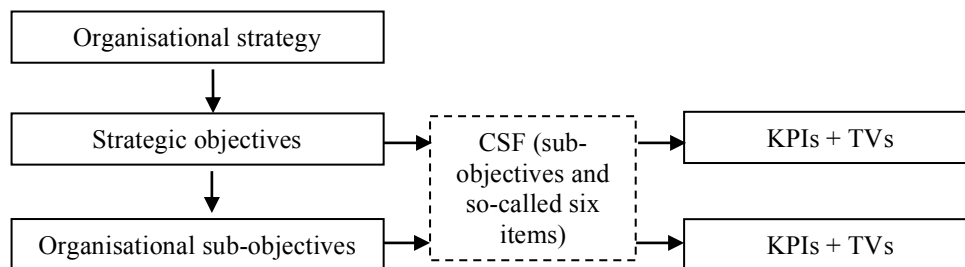 Organisational strategy
Strategic objectives
CSF (sub-
objectives and
so-called six
items)
KPIs + TVs
Organisational sub-objectives
KPIs + TVs